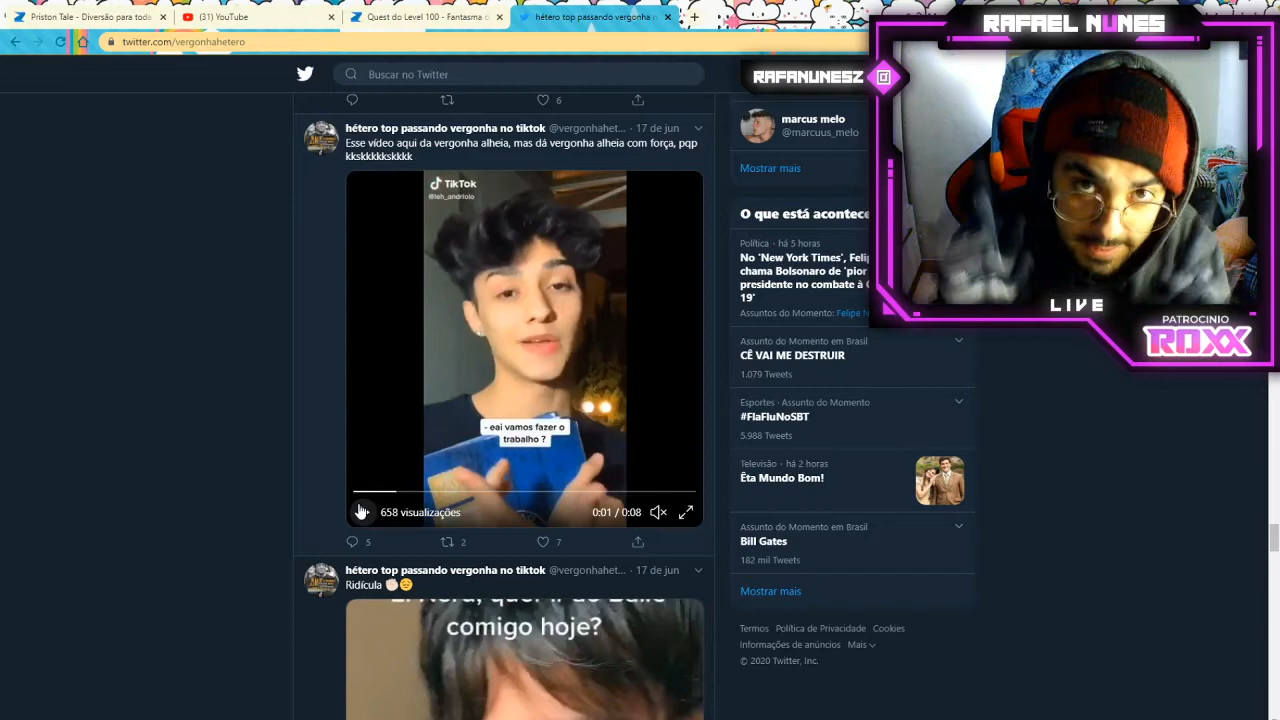 Priston Tale - Diversão para toda
(31) YouTube
Quest do Level 100 - Fantasma d
hétero top passando vergonha n
twitter.com/vergonhahetero
Buscar no Twitter
6
hétero top passando vergonha no tiktok @vergonhahet... · 17 de jun
Esse vídeo aqui da vergonha alheia, mas dá vergonha alheia com força, pqp
kkskkkkskkkk
TikTok
@leh_andriolo
- eai vamos fazer o
trabalho ?
658 visualizações
0:01 / 0:08
5
2
7
hétero top passando vergonha no tiktok @vergonhahet... · 17 de jun
Ridícula
comigo hoje?
marcus melo
@marcuus_melo
Mostrar mais
O que está acontece
Política · há 5 horas
No 'New York Times', Felip
chama Bolsonaro de 'pior
presidente no combate à C
19'
Assuntos do Momento: Felipe N
Assunto do Momento em Brasil
CÊ VAI ME DESTRUIR
1.079 Tweets
Esportes · Assunto do Momento
#FlaFluNoSBT
5.988 Tweets
Televisão · há 2 horas
Êta Mundo Bom!
Assunto do Momento em Brasil
Bill Gates
182 mil Tweets
Mostrar mais
Termos Política de Privacidade Cookies
Informações de anúncios Mais
© 2020 Twitter, Inc.
RAFAEL NUNES
RAFANUNESZ
LIVE
PATROCINIO
ROXX